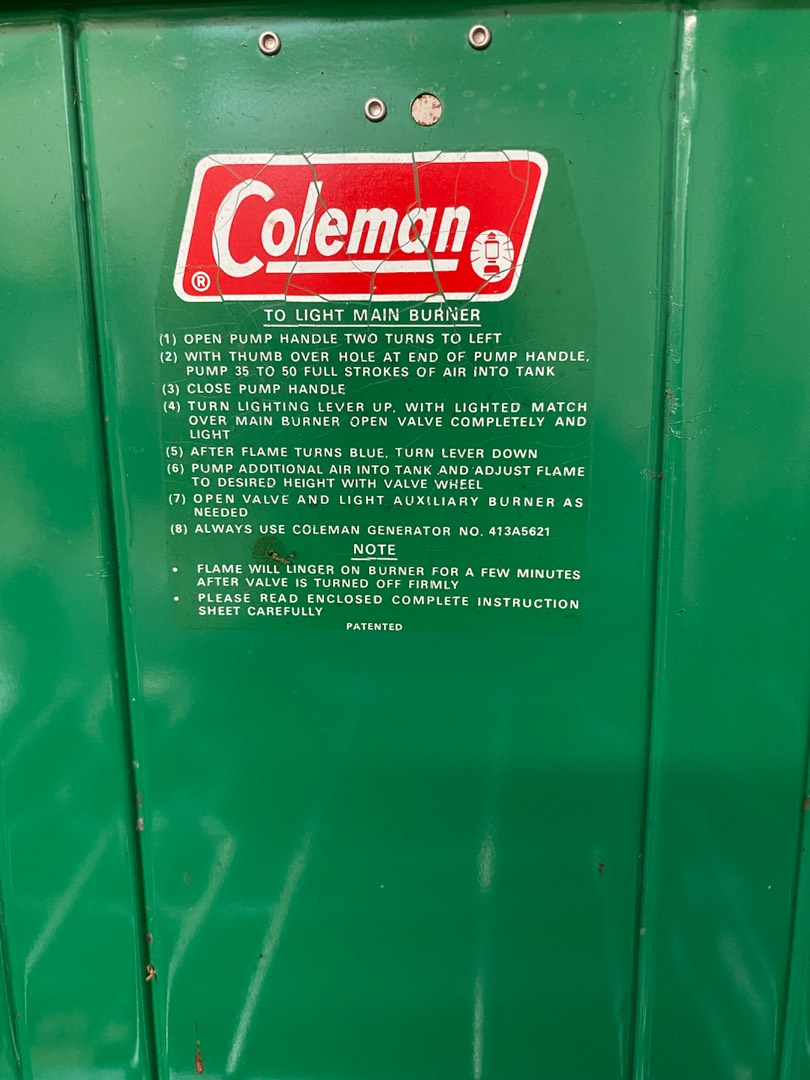 Coleman
®
TO LIGHT MAIN BURNER
(1) OPEN PUMP HANDLE TWO TURNS TO LEFT
(2) WITH THUMB OVER HOLE AT END OF PUMP HANDLE,
PUMP 35 TO 50 FULL STROKES OF AIR INTO TANK
(3) CLOSE PUMP HANDLE
(4) TURN LIGHTING LEVER UP, WITH LIGHTED MATCH
OVER MAIN BURNER OPEN VALVE COMPLETELY AND
LIGHT
(5) AFTER FLAME TURNS BLUE, TURN LEVER DOWN
(6) PUMP ADDITIONAL AIR INTO TANK AND ADJUST FLAME
TO DESIRED HEIGHT WITH VALVE WHEEL
(7) OPEN VALVE AND LIGHT AUXILIARY BURNER AS
NEEDED
(8) ALWAYS USE COLEMAN GENERATOR NO. 413A5621
NOTE
• FLAME WILL LINGER ON BURNER FOR A FEW MINUTES
AFTER VALVE IS TURNED OFF FIRMLY
• PLEASE READ ENCLOSED COMPLETE INSTRUCTION
SHEET CAREFULLY
PATENTED